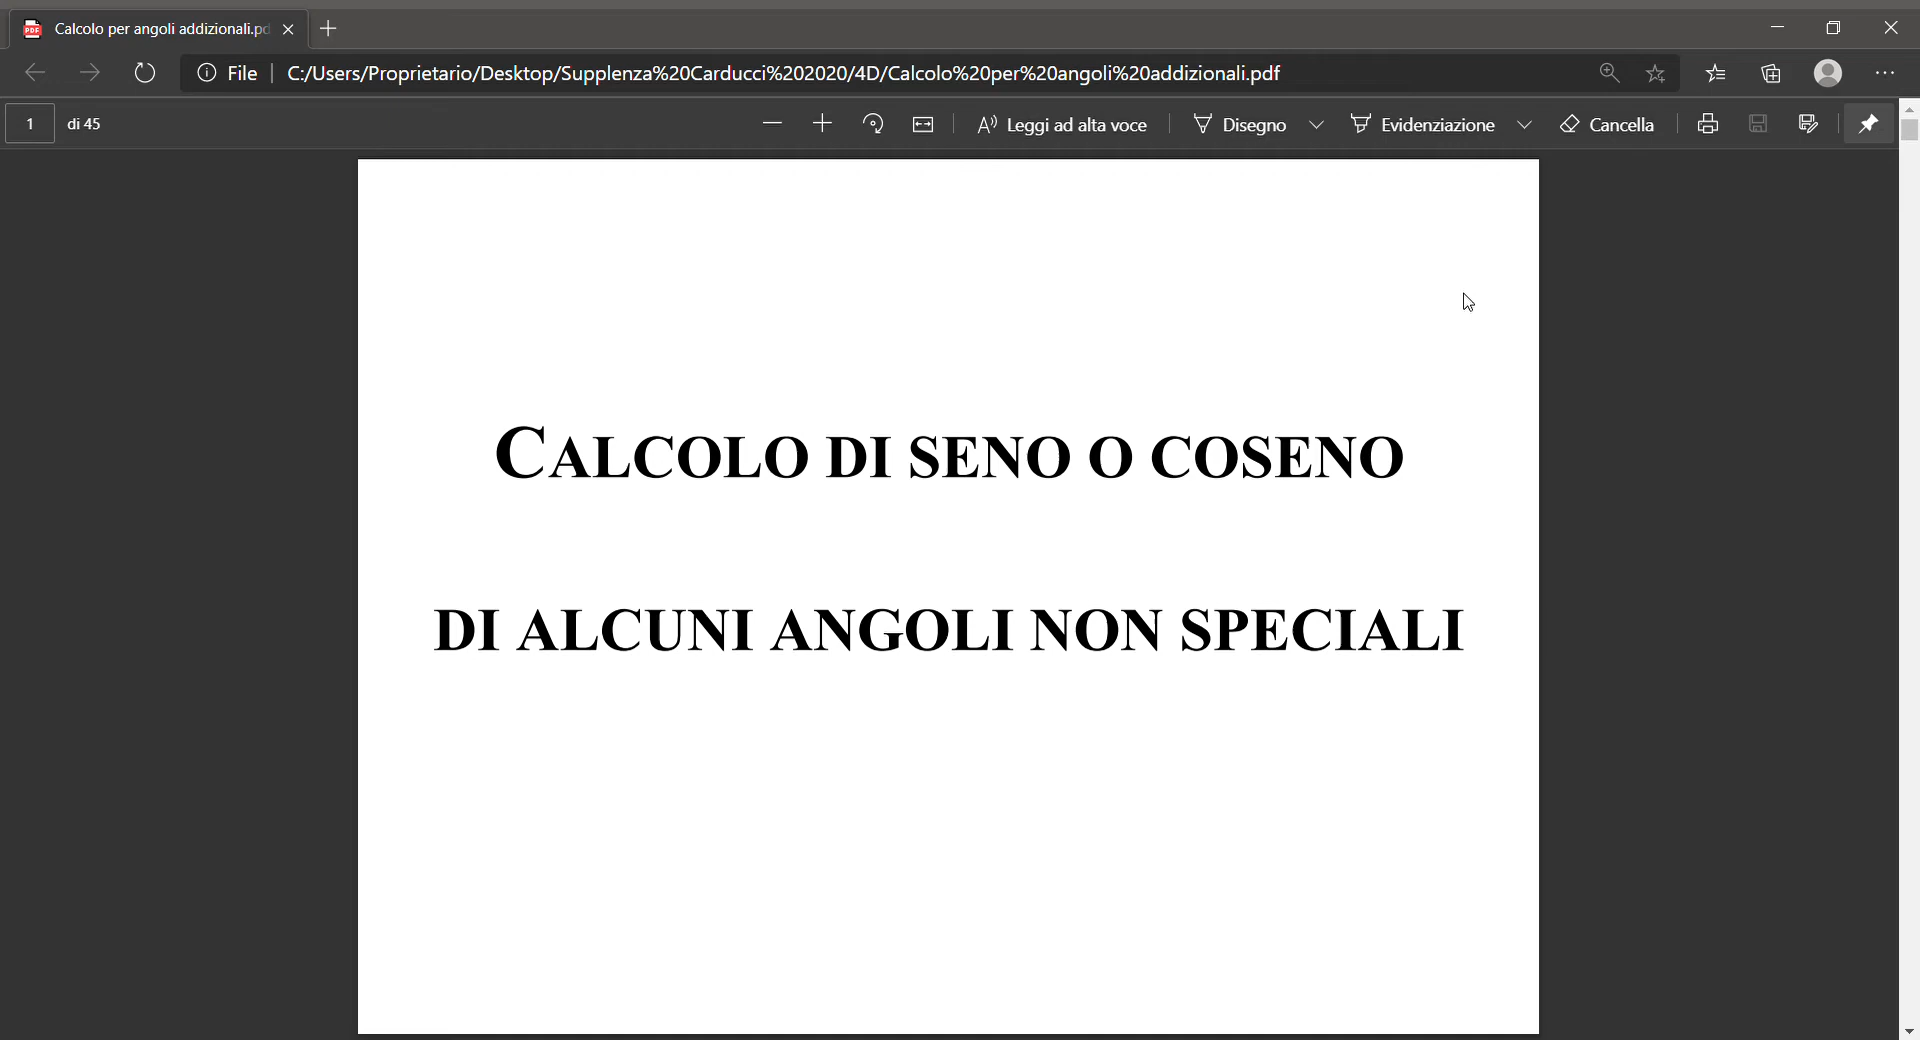 Calcolo per angoli addizionali.pd
File
C:/Users/Proprietario/Desktop/Supplenza%20Carducci%202020/4D/Calcolo%20per%20angoli%20addizionali.pdf
1 di 45
Leggi ad alta voce
Disegno
Evidenziazione
Cancella
CALCOLO DI SENO O COSENO
DI ALCUNI ANGOLI NON SPECIALI